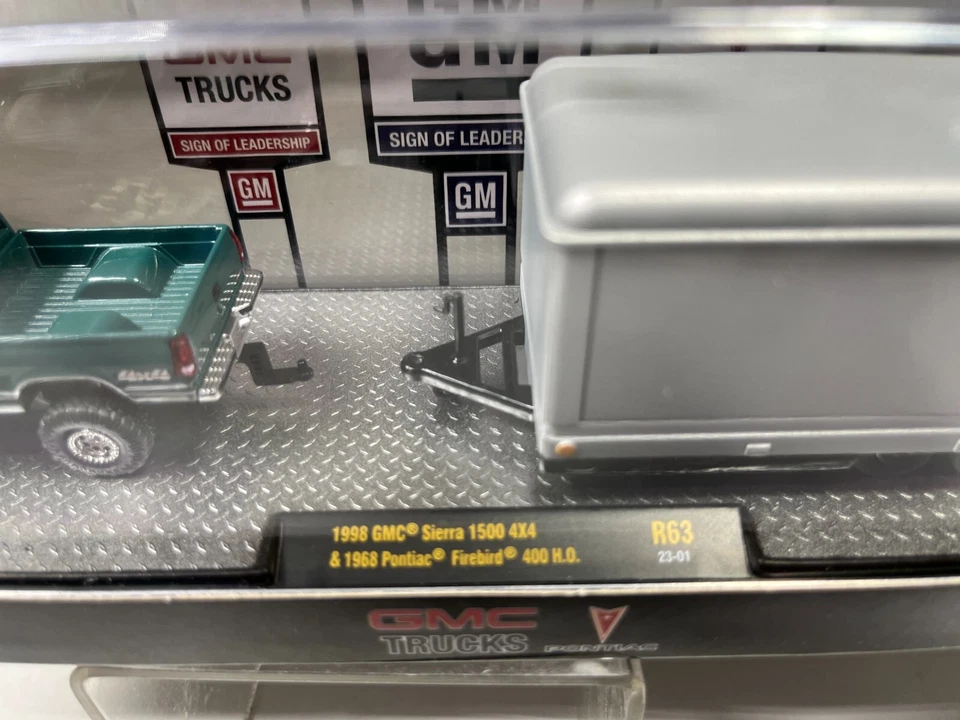 GMC
TRUCKS
SIGN OF LEADERSHIP
GM
GM
SIGN OF LEADER
GM
1998 GMC® Sierra 1500 4X4
& 1968 Pontiac® Firebird® 400 H.O.
R63
23-01
GMC
TRUCKS
PONTIAC